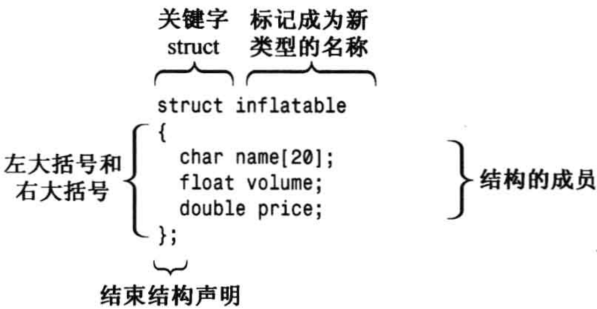 关键字
struct
标记成为新
类型的名称
struct inflatable
{
char name[20];
float volume;
double price;
};
左大括号和
右大括号
结构的成员
结束结构声明